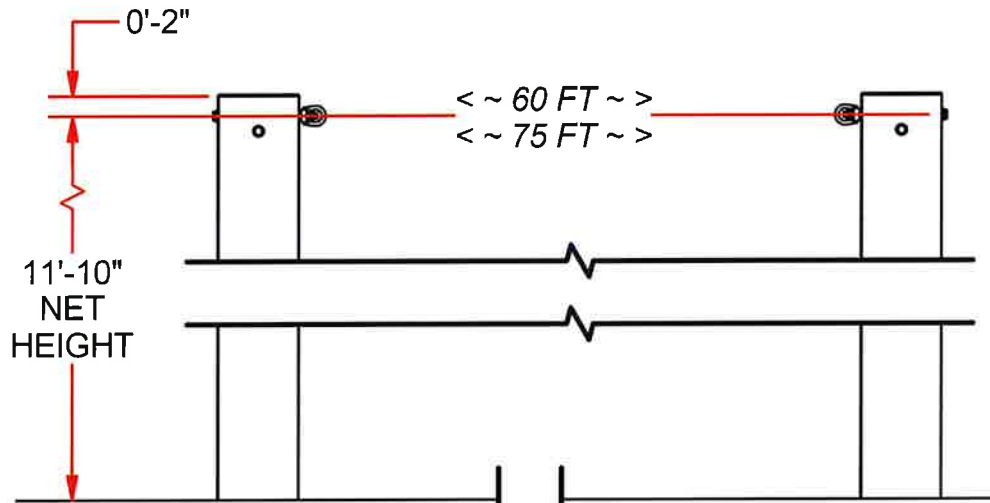 0'-2"
< ~ 60 FT ~ >
< ~ 75 FT ~ >
11'-10"
NET
HEIGHT